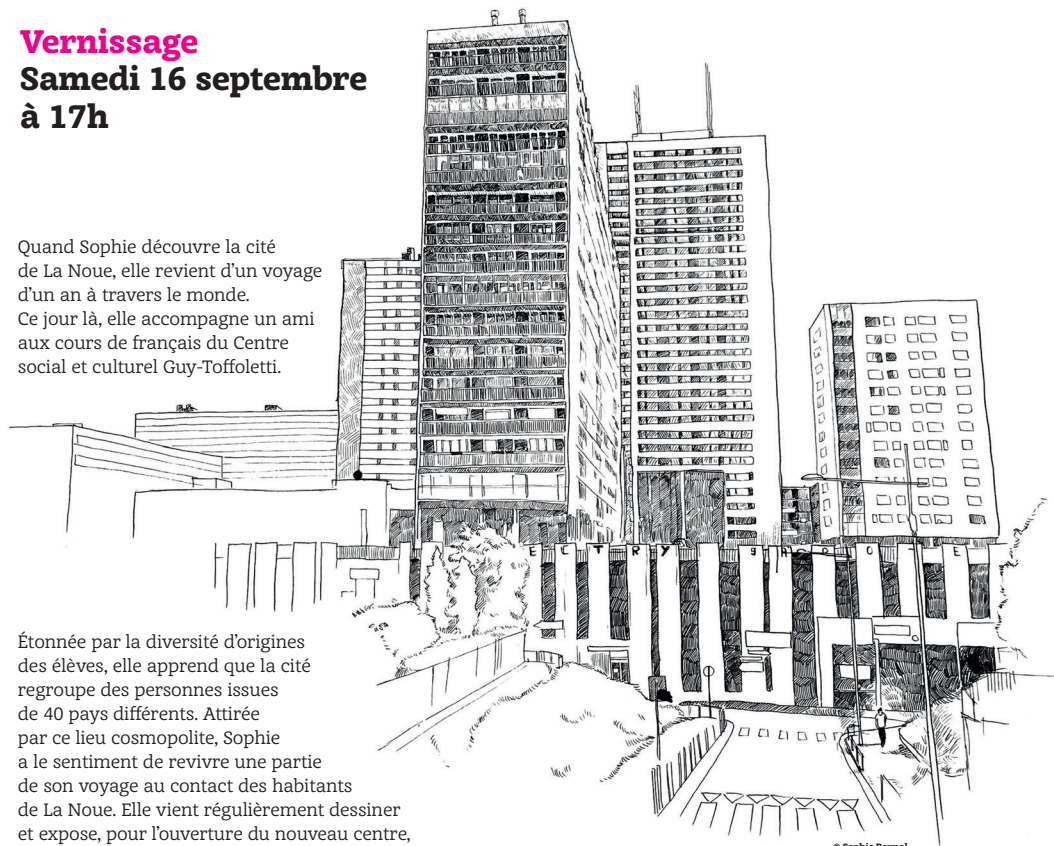 Vernissage
Samedi 16 septembre
à 17h
Quand Sophie découvre la cité
de La Noue, elle revient d'un voyage
d'un an à travers le monde.
Ce jour là, elle accompagne un ami
aux cours de français du Centre
social et culturel Guy-Toffoletti.
Étonnée par la diversité d'origines
des élèves, elle apprend que la cité
regroupe des personnes issues
de 40 pays différents. Attirée
par ce lieu cosmopolite, Sophie
a le sentiment de revivre une partie
de son voyage au contact des habitants
de La Noue. Elle vient régulièrement dessiner
et expose, pour l'ouverture du nouveau centre,
© Sophie